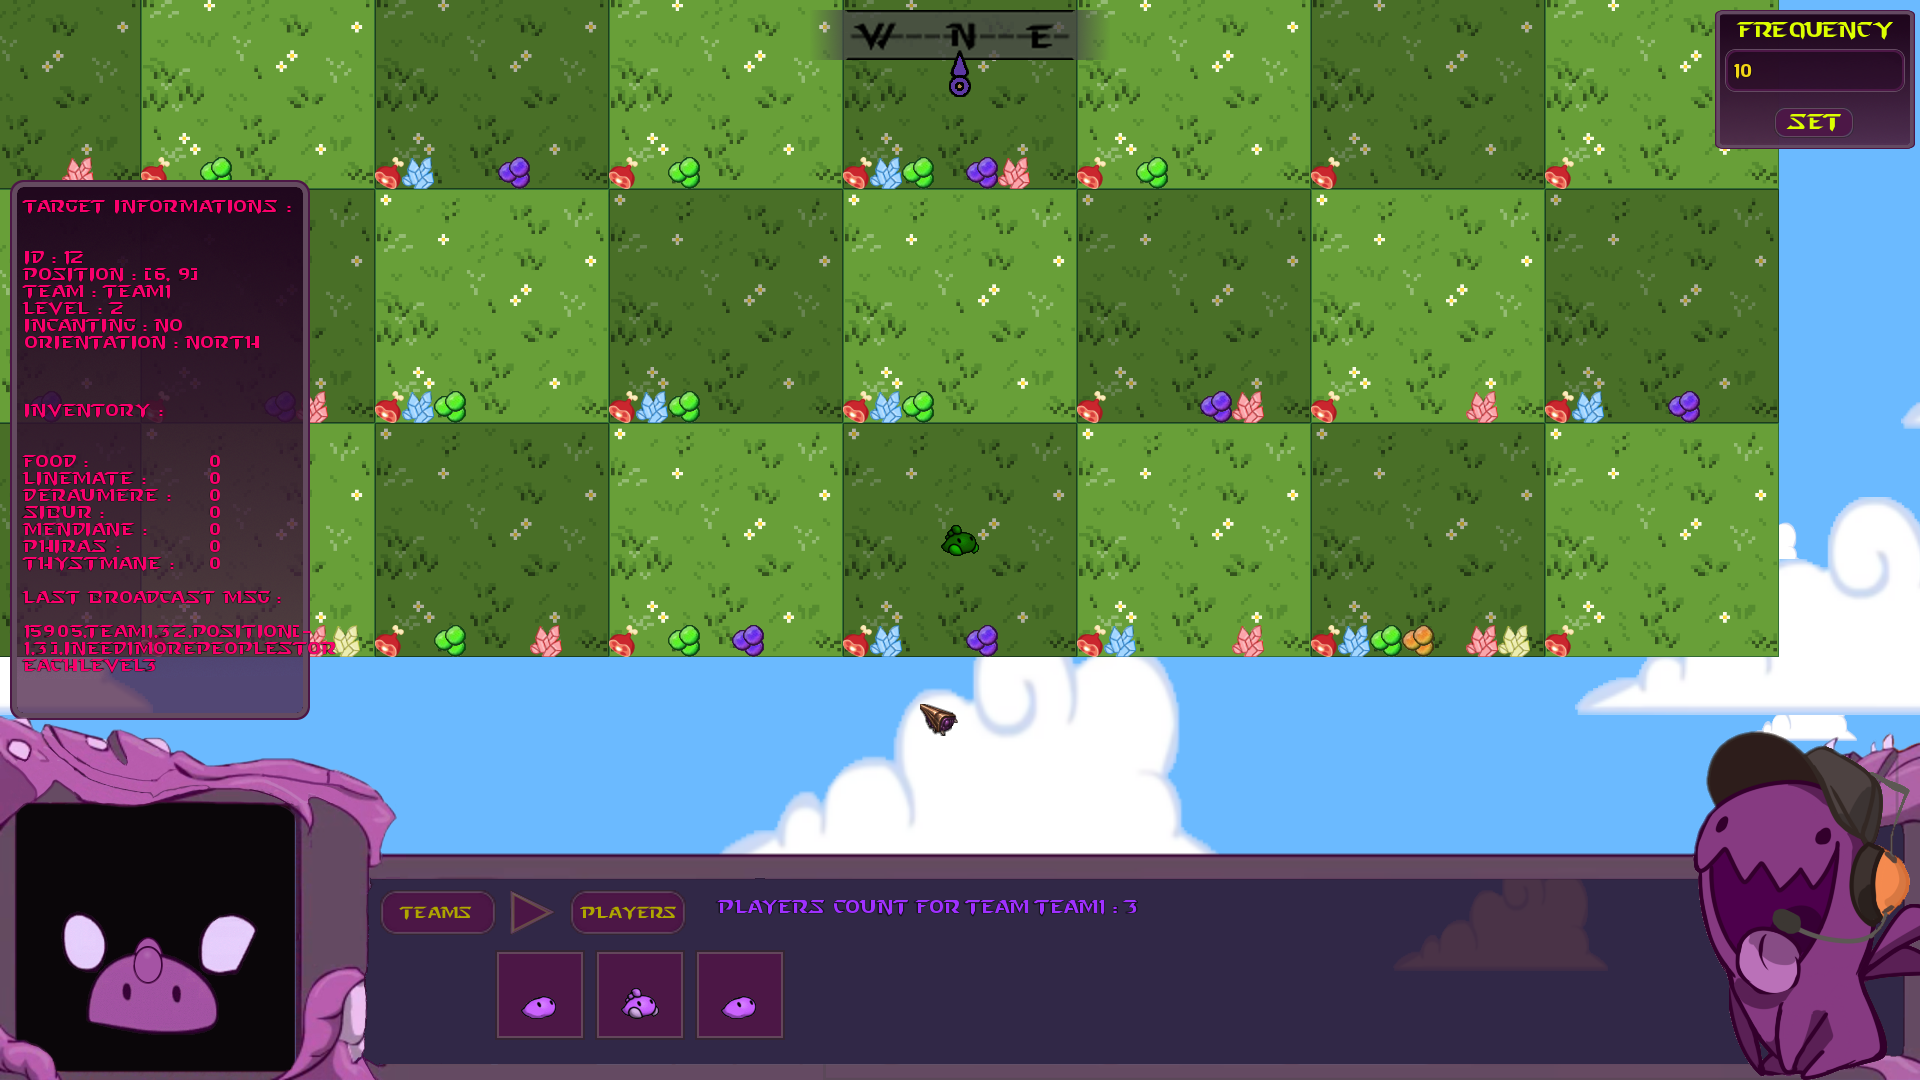 W---N---E
FREQUENCY
10
SET
TARGET INFORMATIONS :
ID : 12
POSITION : [6, 9]
TEAM : TEAM1
LEVEL : 2
INCANTING : NO
ORIENTATION : NORTH
INVENTORY :
FOOD : 0
LINEMATE : 0
DERAUMERE : 0
SIBUR : 0
MENDIANE : 0
PHIRAS : 0
THYSTMANE : 0
LAST BROADCAST MSG :
15905.TEAM1.32.POSITION[-
1,3].INEED1MOREPEOPLESTOR
EACHLEVEL3
TEAMS
PLAYERS
PLAYERS COUNT FOR TEAM TEAM1 : 3